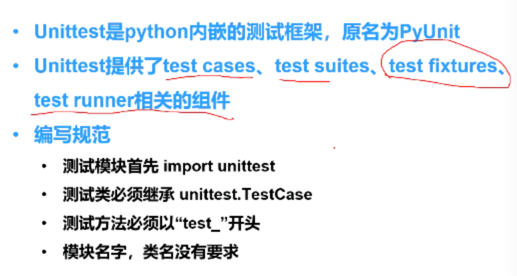 Unittest是python内嵌的测试框架，原名为PyUnit
Unittest提供了test cases、test suites、test fixtures、
test runner相关的组件
编写规范
测试模块首先 import unittest
测试类必须继承 unittest.TestCase
测试方法必须以“test_”开头
模块名字，类名没有要求